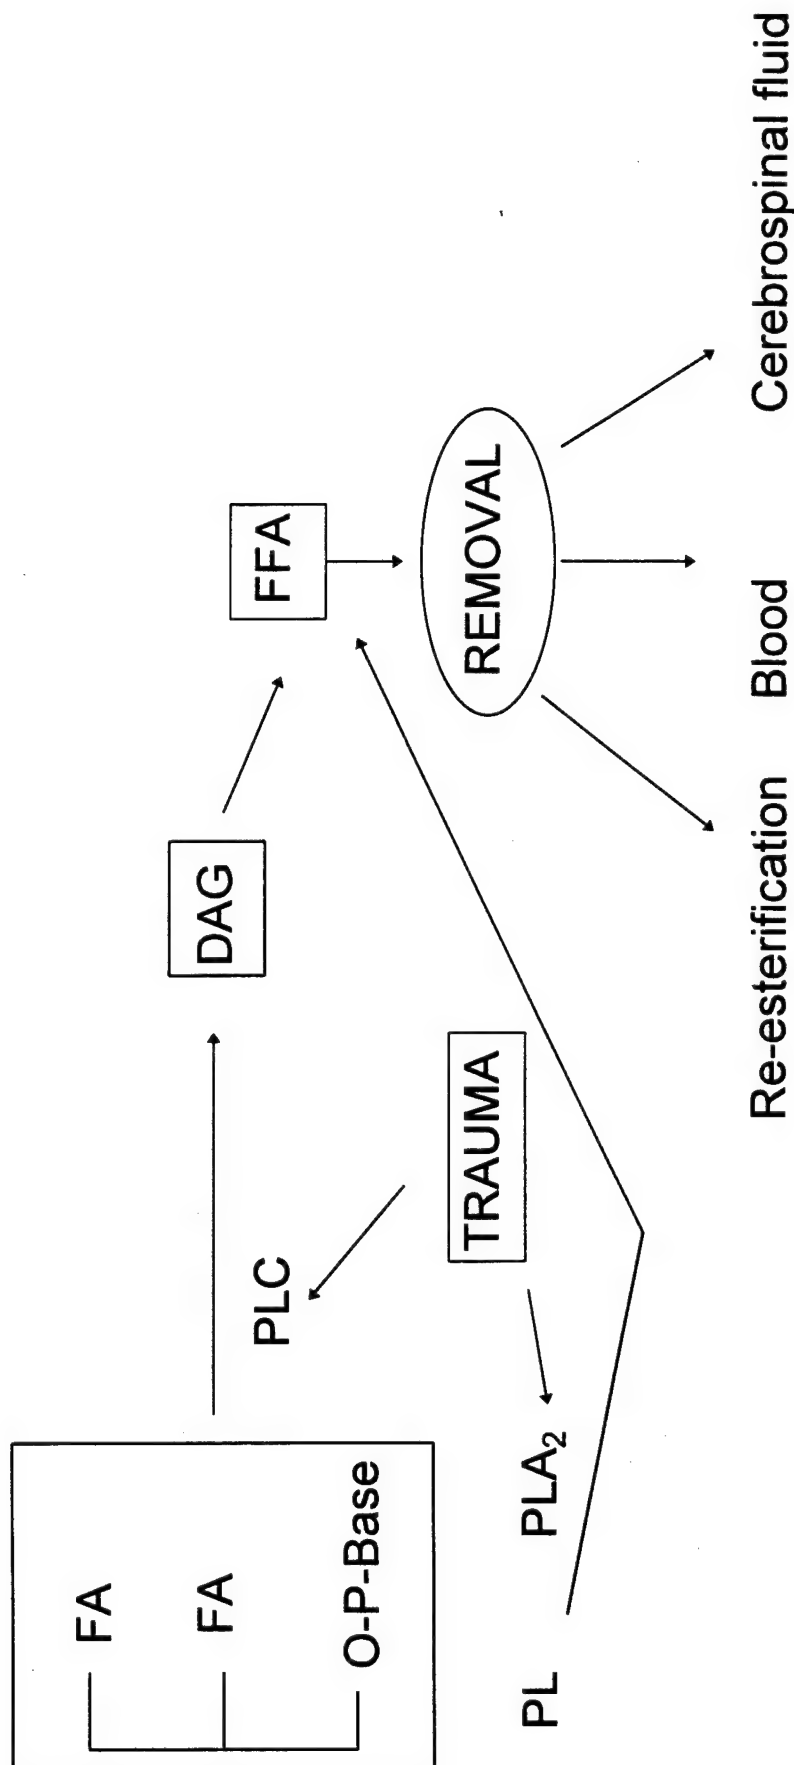 FA
FA
O-P-Base
PL
PLC
PLA₂
TRAUMA
DAG
FFA
REMOVAL
Re-esterification
Blood
Cerebrospinal fluid